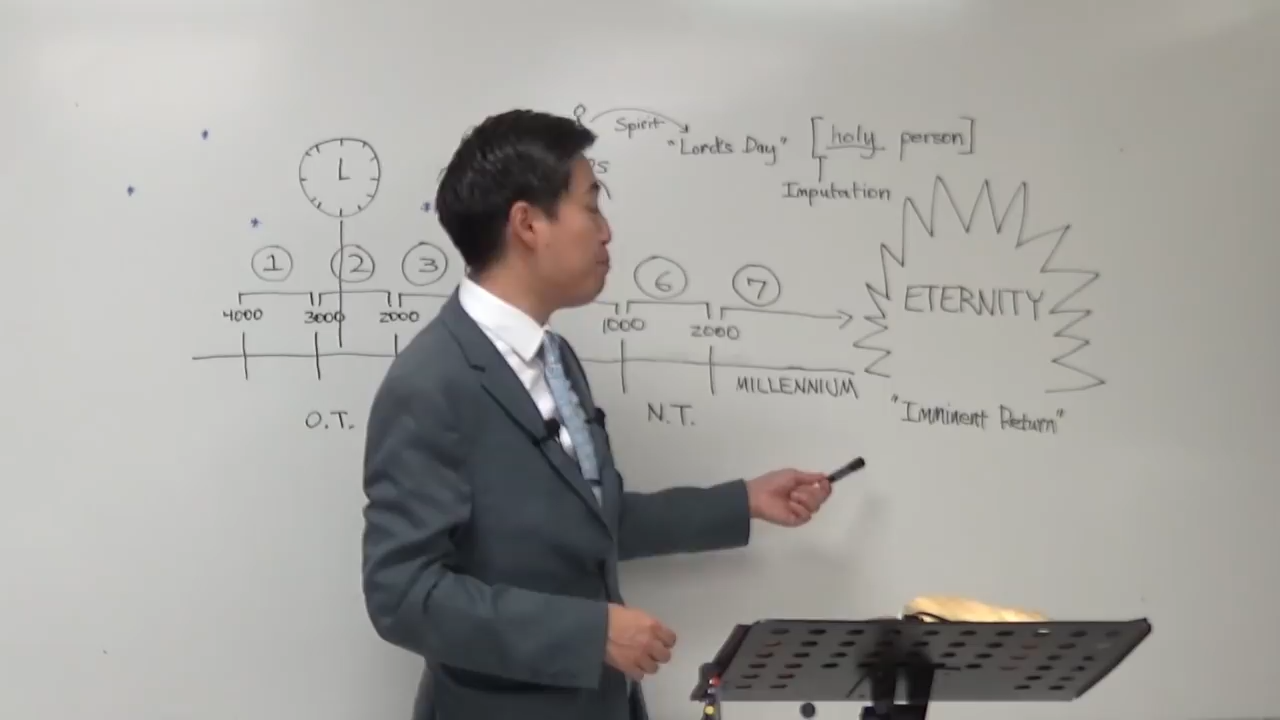 Spirit
"Lord's Day" [holy person]
Imputation
L
1 2 3 6 7
4000 3000 2000 1000 2000
ETERNITY
MILLENNIUM
O.T. N.T.
"Imminent Return"